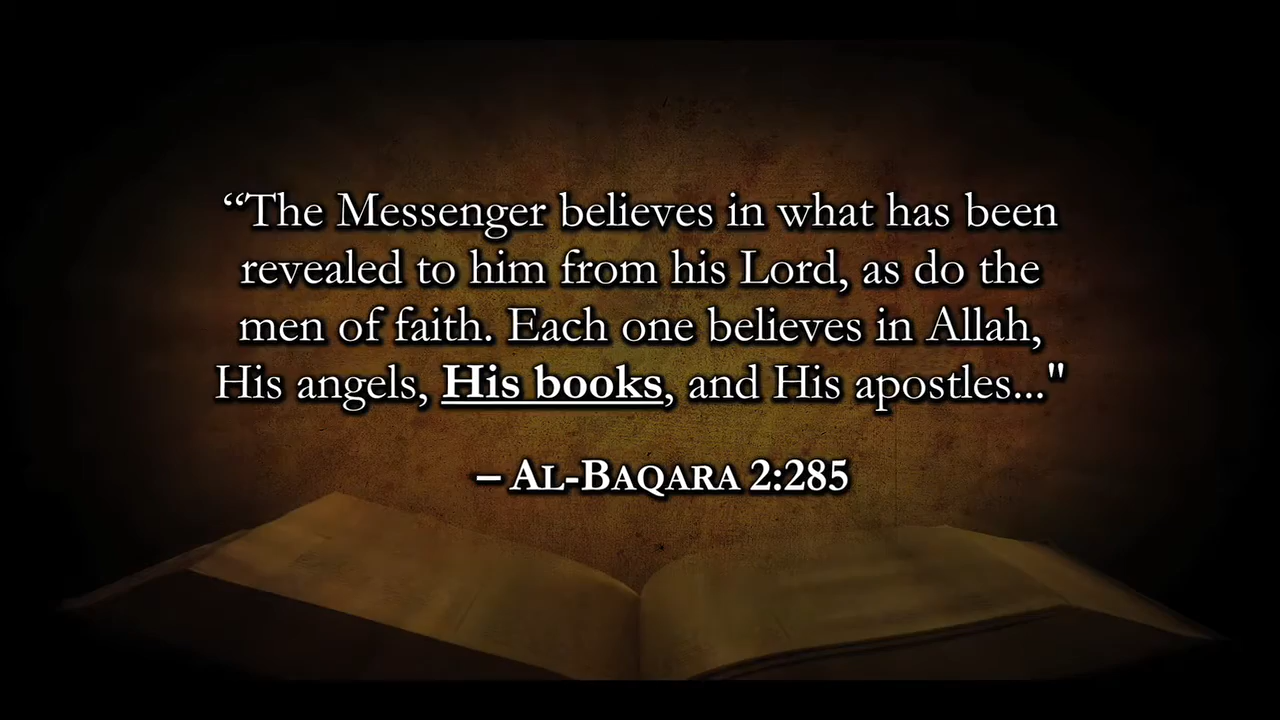 “The Messenger believes in what has been
revealed to him from his Lord, as do the
men of faith. Each one believes in Allah,
His angels, His books, and His apostles..."
– AL-BAQARA 2:285